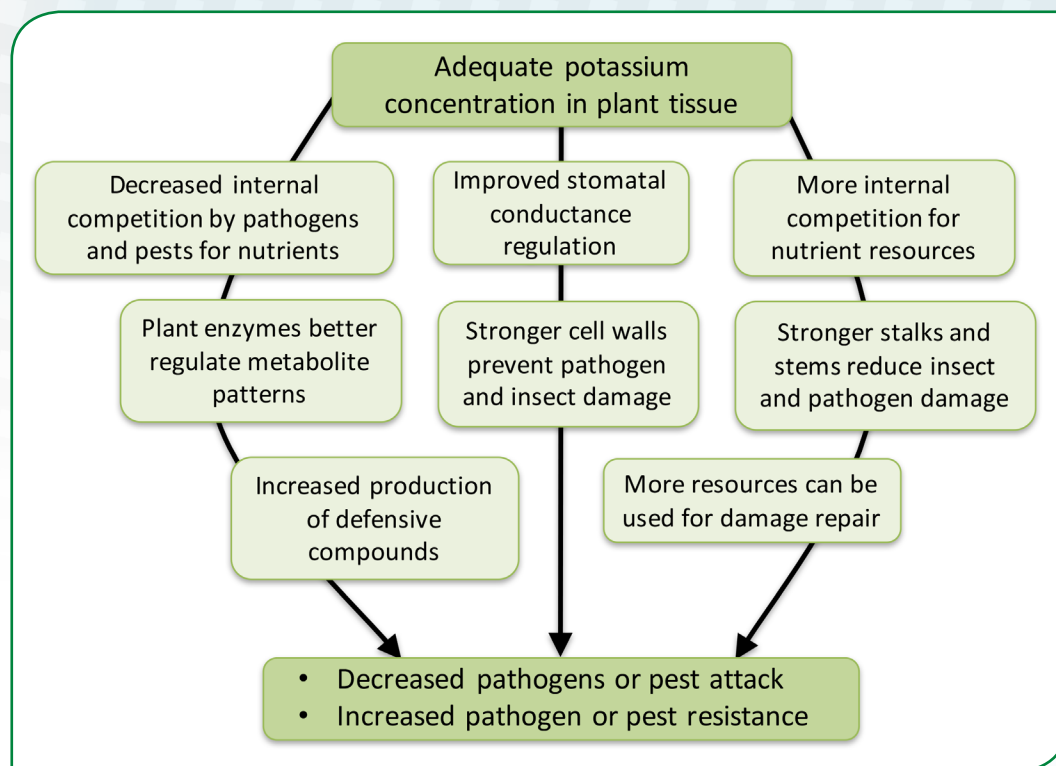 Adequate potassium
concentration in plant tissue
Decreased internal
competition by pathogens
and pests for nutrients
Plant enzymes better
regulate metabolite
patterns
Increased production
of defensive
compounds
Improved stomatal
conductance
regulation
Stronger cell walls
prevent pathogen
and insect damage
More internal
competition for
nutrient resources
Stronger stalks and
stems reduce insect
and pathogen damage
More resources can be
used for damage repair
• Decreased pathogens or pest attack
• Increased pathogen or pest resistance